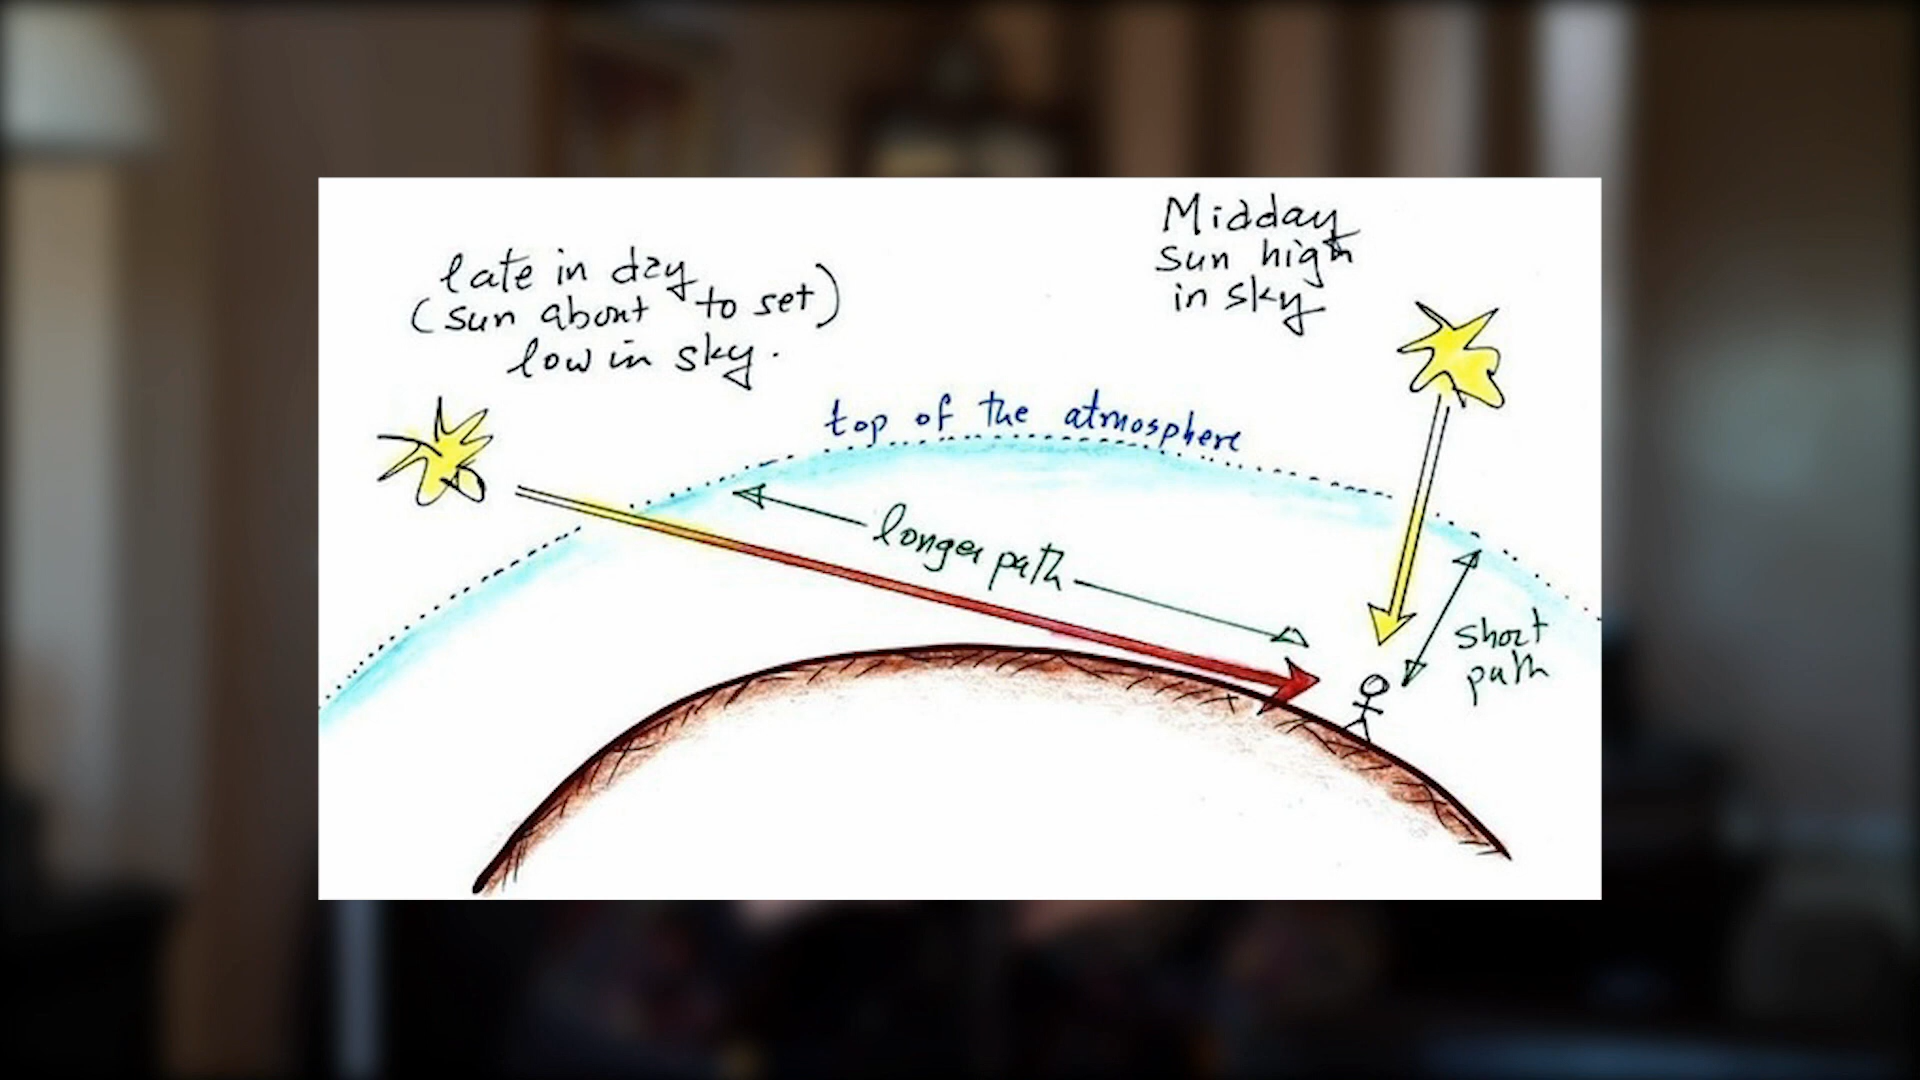 late in day
(sun about to set)
low in sky.
Midday
sun high
in sky
top of the atmosphere
longer path
short
path